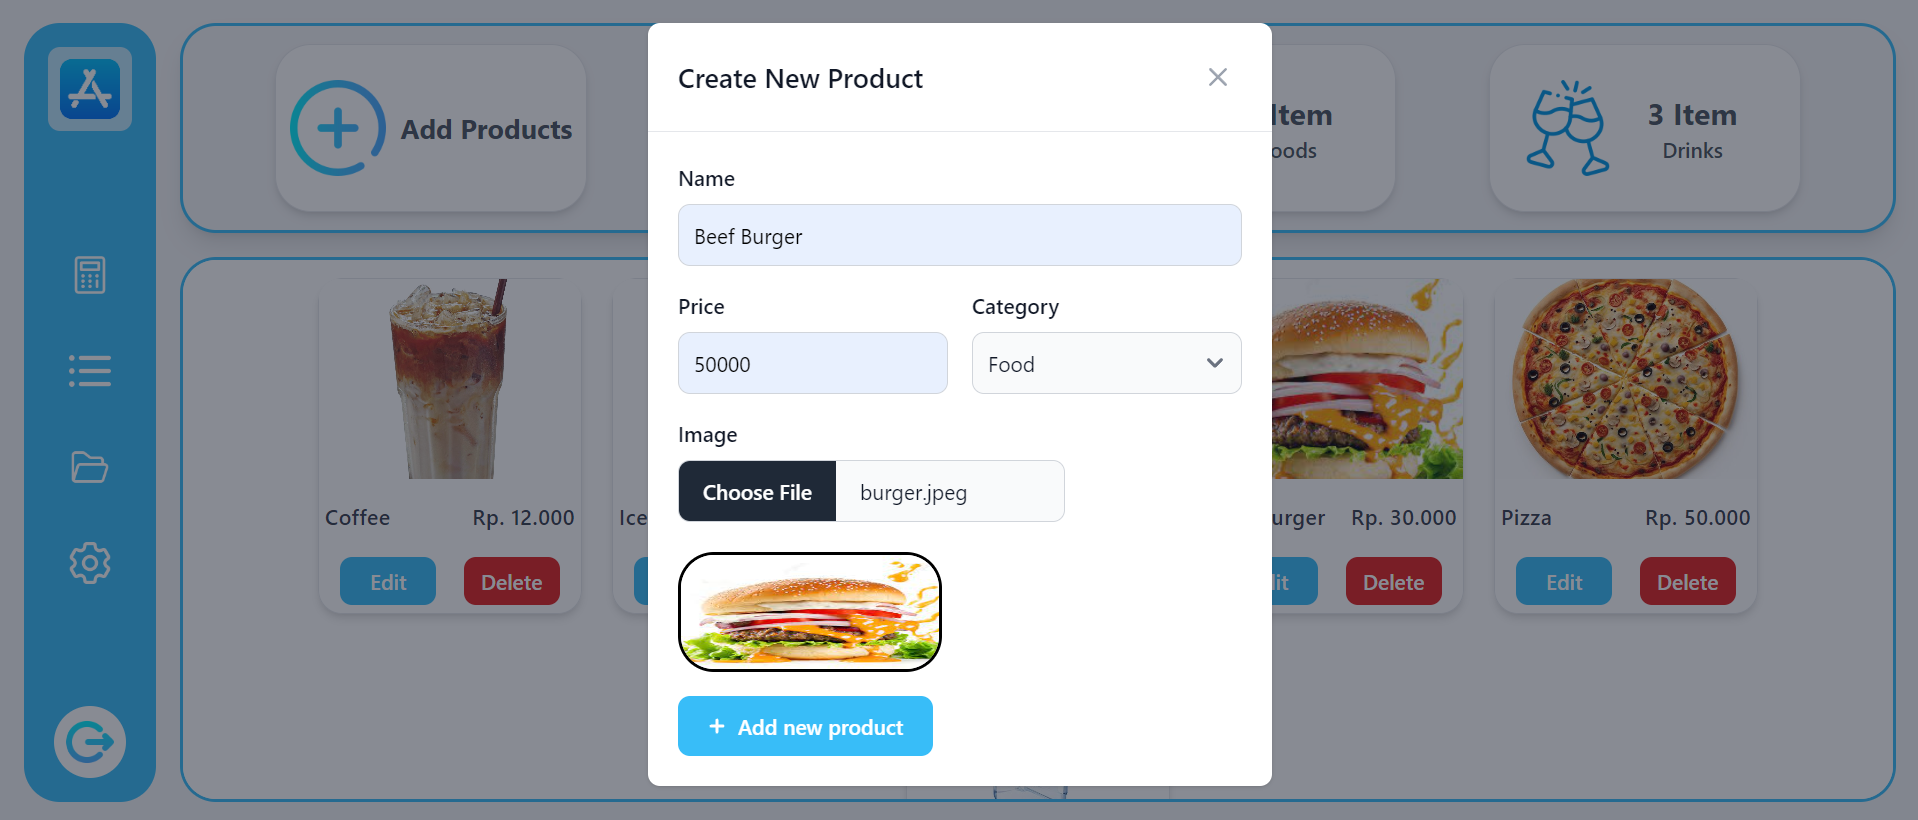 Create New Product
Add Products
Item
oods
3 Item
Drinks
Name
Beef Burger
Price
Category
50000
Food
Image
Choose File
burger.jpeg
Add new product
Coffee
Rp. 12.000
Edit
Delete
Ice
urger
Rp. 30.000
dit
Delete
Pizza
Rp. 50.000
Edit
Delete